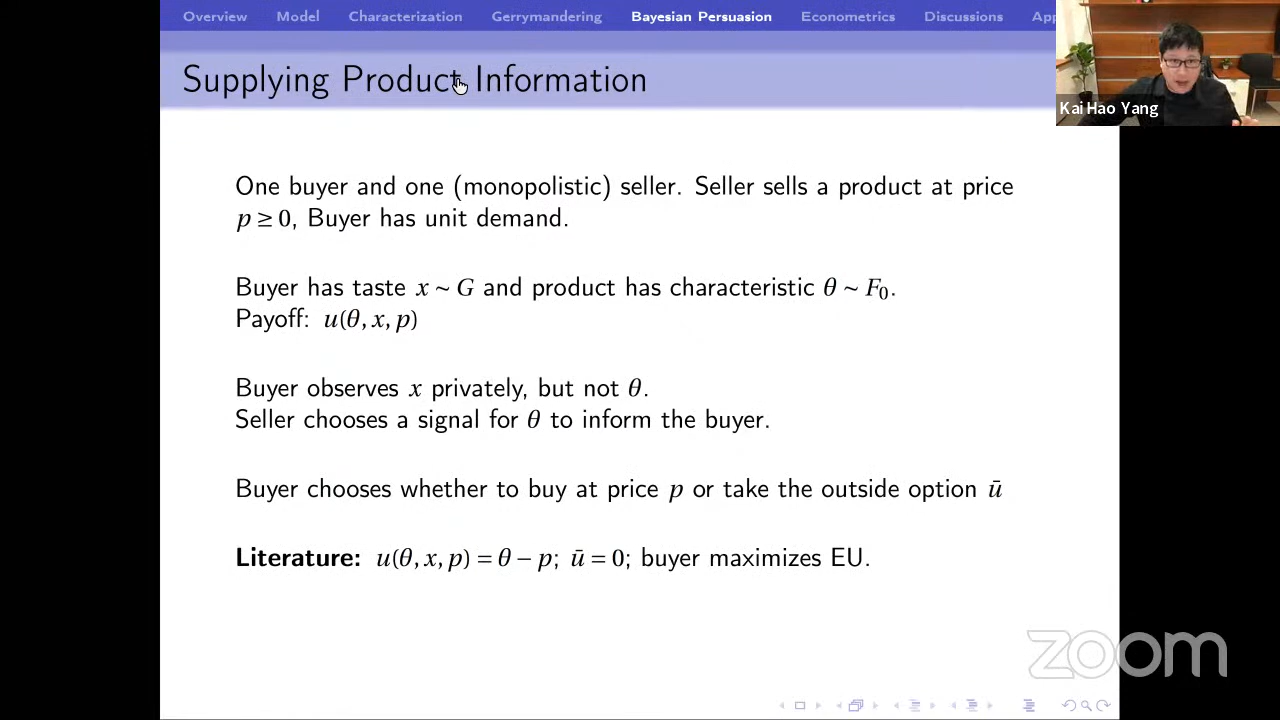 Overview Model Characterization Gerrymandering Bayesian Persuasion Econometrics Discussions
Supplying Product Information
Kai Hao Yang
One buyer and one (monopolistic) seller. Seller sells a product at price
p ≥ 0, Buyer has unit demand.
Buyer has taste x ~ G and product has characteristic θ ~ F₀.
Payoff: u(θ, x, p)
Buyer observes x privately, but not θ.
Seller chooses a signal for θ to inform the buyer.
Buyer chooses whether to buy at price p or take the outside option ū
Literature: u(θ, x, p) = θ − p; ū = 0; buyer maximizes EU.
zoom